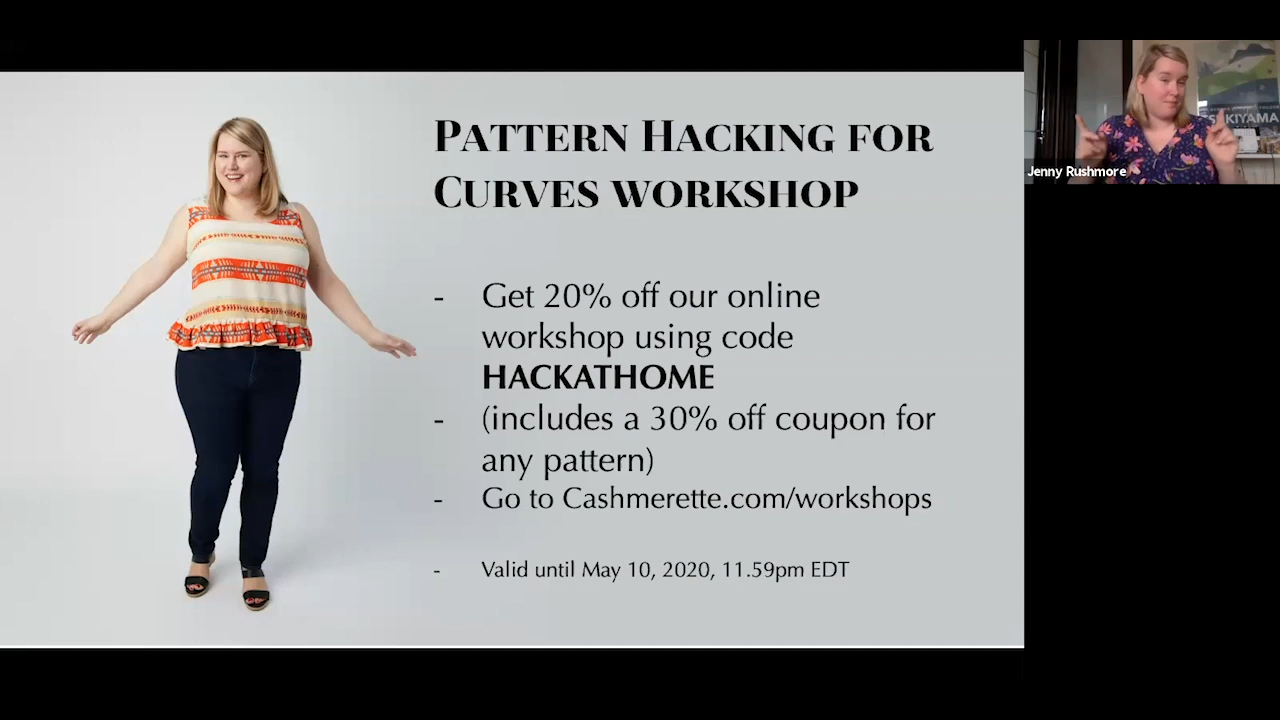 PATTERN HACKING FOR
CURVES WORKSHOP
- Get 20% off our online
workshop using code
HACKATHOME
- (includes a 30% off coupon for
any pattern)
- Go to Cashmerette.com/workshops
- Valid until May 10, 2020, 11.59pm EDT
KIYAMA
Jenny Rushmore